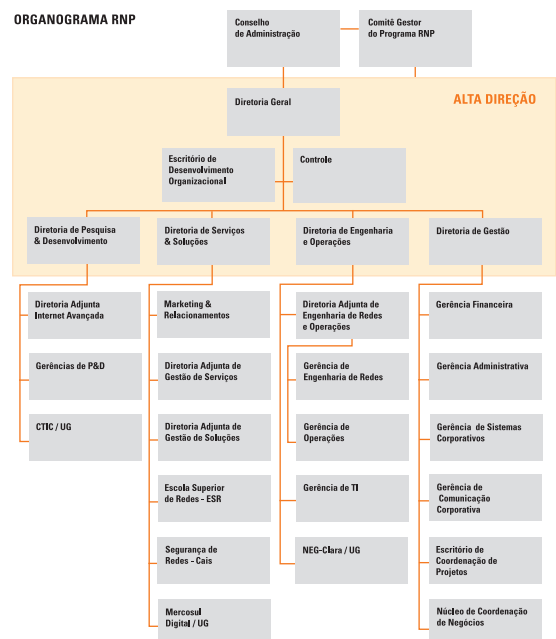 ORGANOGRAMA RNP
Conselho
de Administração
Comitê Gestor
do Programa RNP
ALTA DIREÇÃO
Diretoria Geral
Escritório de
Desenvolvimento
Organizacional
Controle
Diretoria de Pesquisa
& Desenvolvimento
Diretoria de Serviços
& Soluções
Diretoria de Engenharia
e Operações
Diretoria de Gestão
Diretoria Adjunta
Internet Avançada
Gerências de P&D
CTIC / UG
Marketing &
Relacionamentos
Diretoria Adjunta de
Gestão de Serviços
Diretoria Adjunta de
Gestão de Soluções
Escola Superior
de Redes - ESR
Segurança de
Redes - Cais
Mercosul
Digital / UG
Diretoria Adjunta de
Engenharia de Redes
e Operações
Gerência de
Engenharia de Redes
Gerência de
Operações
Gerência de TI
NEG-Clara / UG
Gerência Financeira
Gerência Administrativa
Gerência de Sistemas
Corporativos
Gerência de
Comunicação
Corporativa
Escritório de
Coordenação de
Projetos
Núcleo de Coordenação
de Negócios